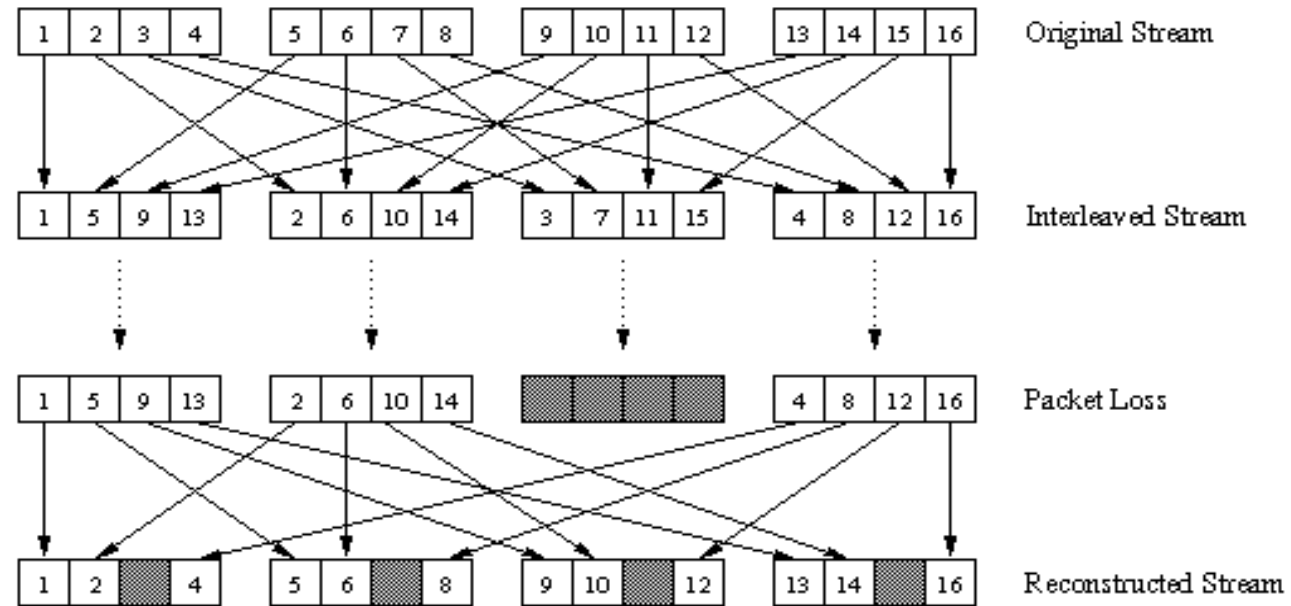 1 2 3 4 5 6 7 8 9 10 11 12 13 14 15 16 Original Stream
1 5 9 13 2 6 10 14 3 7 11 15 4 8 12 16 Interleaved Stream
1 5 9 13 2 6 10 14 4 8 12 16 Packet Loss
1 2 4 5 6 8 9 10 12 13 14 16 Reconstructed Stream